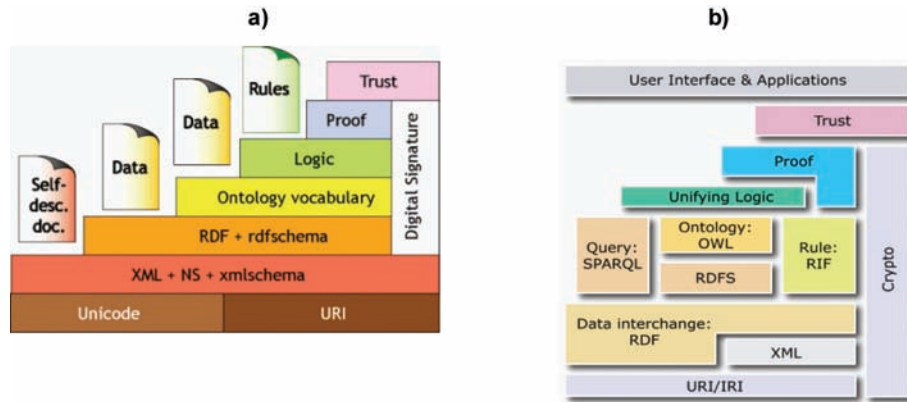 a)
Trust
Rules
Proof
Data
Logic
Data
Ontology vocabulary
Self-
desc.
doc.
RDF + rdfschema
Digital Signature
XML + NS + xmlschema
Unicode
URI
b)
User Interface & Applications
Trust
Proof
Unifying Logic
Query:
SPARQL
Ontology:
OWL
RDFS
Rule:
RIF
Crypto
Data interchange:
RDF
XML
URI/IRI